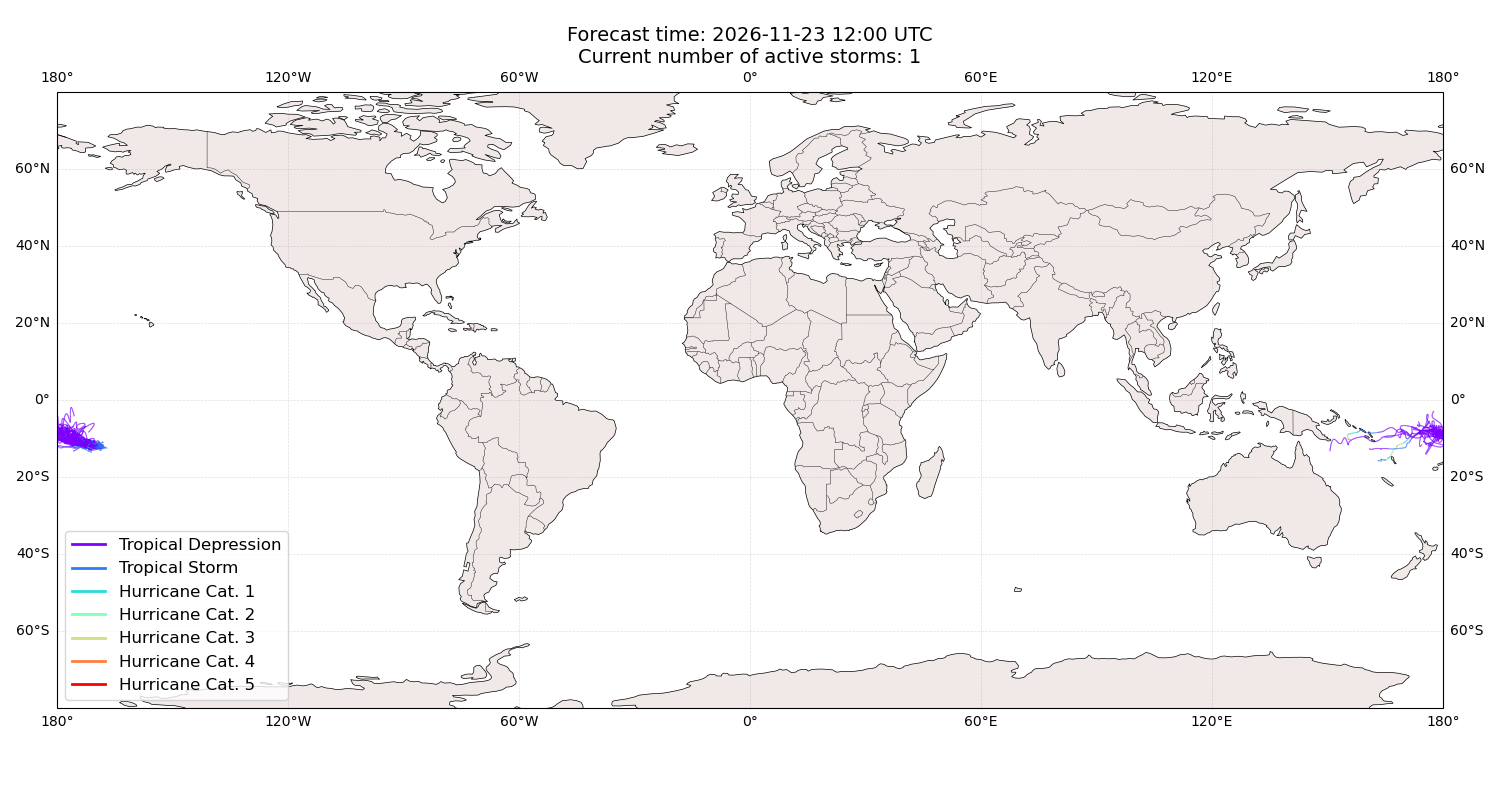 Forecast time: 2026-11-23 12:00 UTC
Current number of active storms: 1
180° 120°W 60°W 0° 60°E 120°E 180°
60°N 60°N
40°N 40°N
20°N 20°N
0° 0°
20°S 20°S
40°S 40°S
60°S 60°S
Tropical Depression
Tropical Storm
Hurricane Cat. 1
Hurricane Cat. 2
Hurricane Cat. 3
Hurricane Cat. 4
Hurricane Cat. 5
180° 120°W 60°W 0° 60°E 120°E 180°